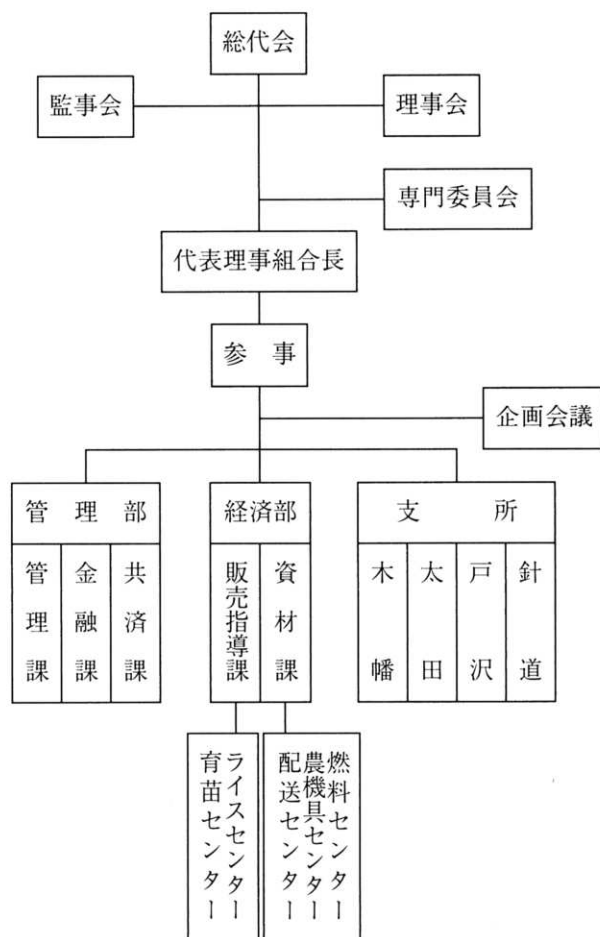 総代会
監事会
理事会
専門委員会
代表理事組合長
参事
企画会議
管理部
管理課
金融課
共済課
経済部
販売指導課
資材課
支所
木幡
太田
戸沢
針道
ライスセンター
育苗センター
燃料センター
農機具センター
配送センター